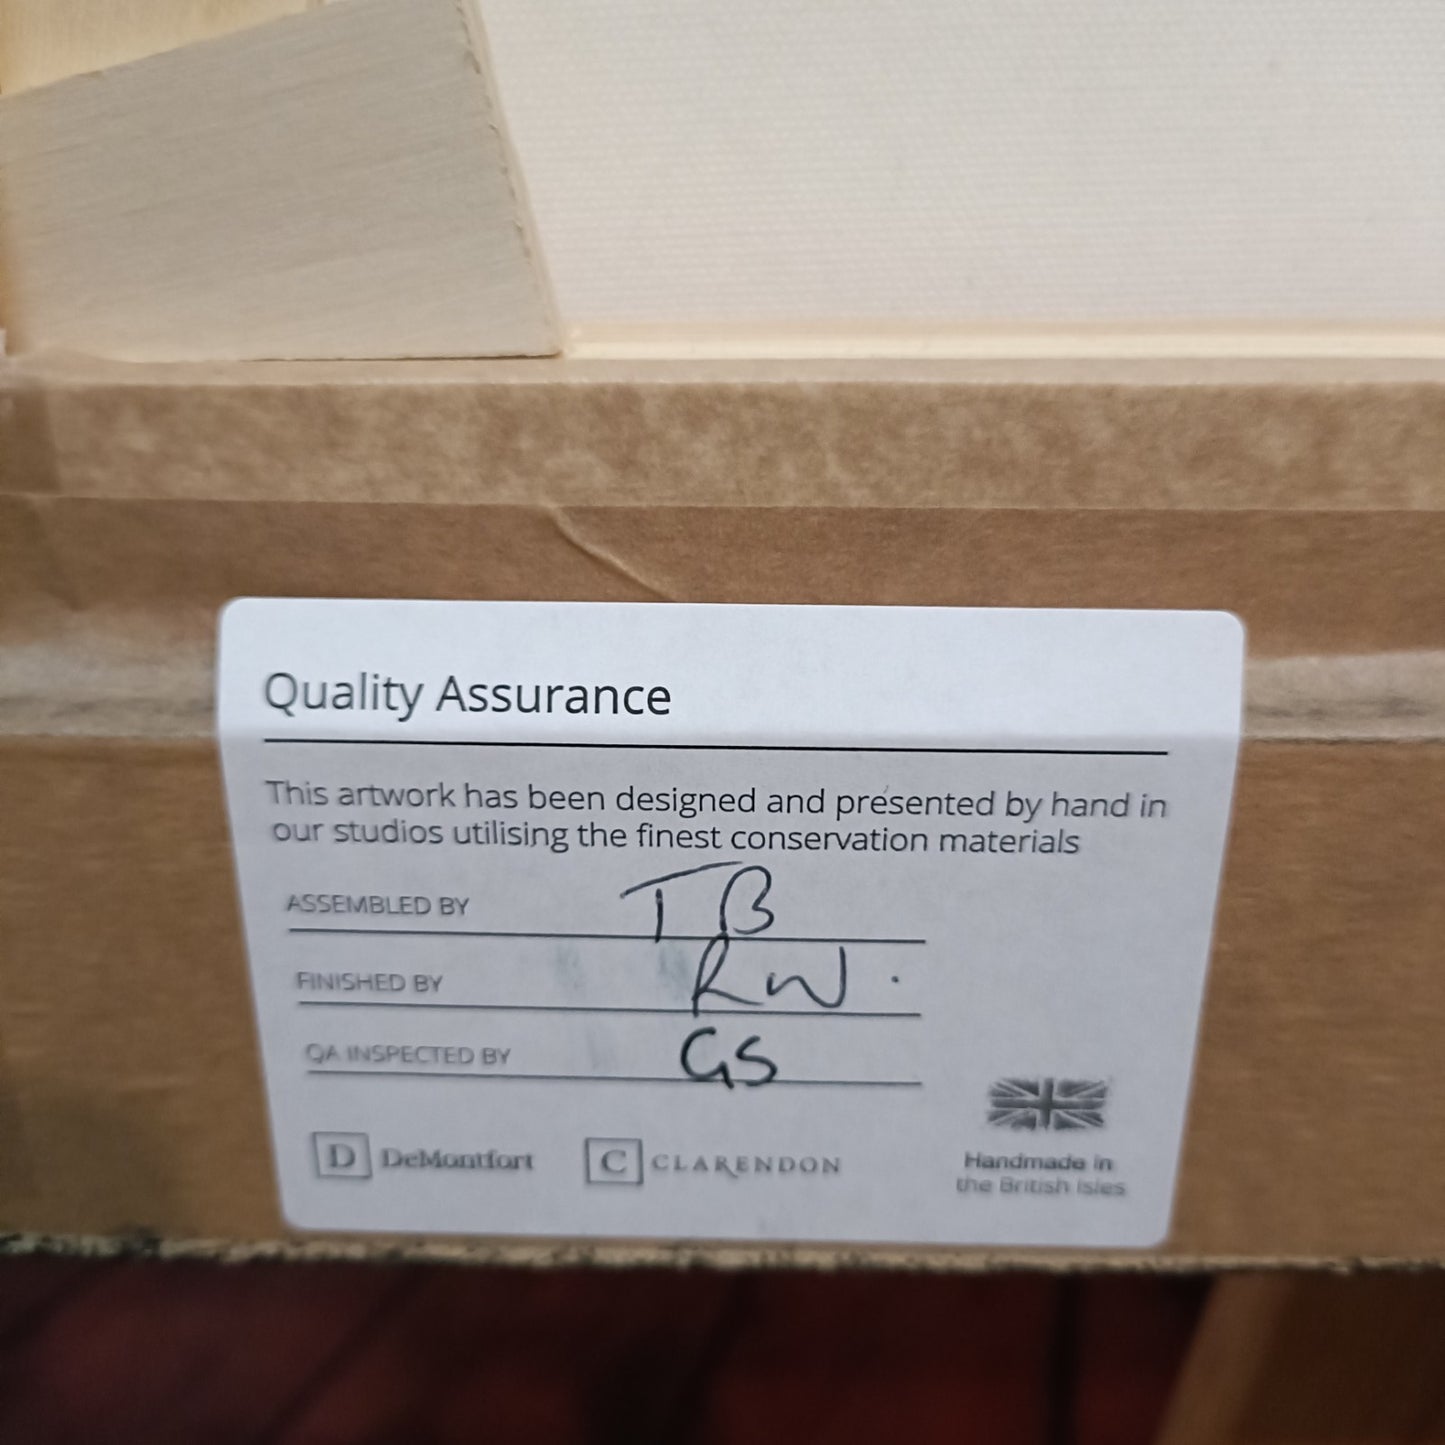 Quality Assurance
This artwork has been designed and presented by hand in
our studios utilising the finest conservation materials
ASSEMBLED BY TB
FINISHED BY RW.
QA INSPECTED BY GS
D DeMontfort C CLARENDON
Handmade in
the British Isles